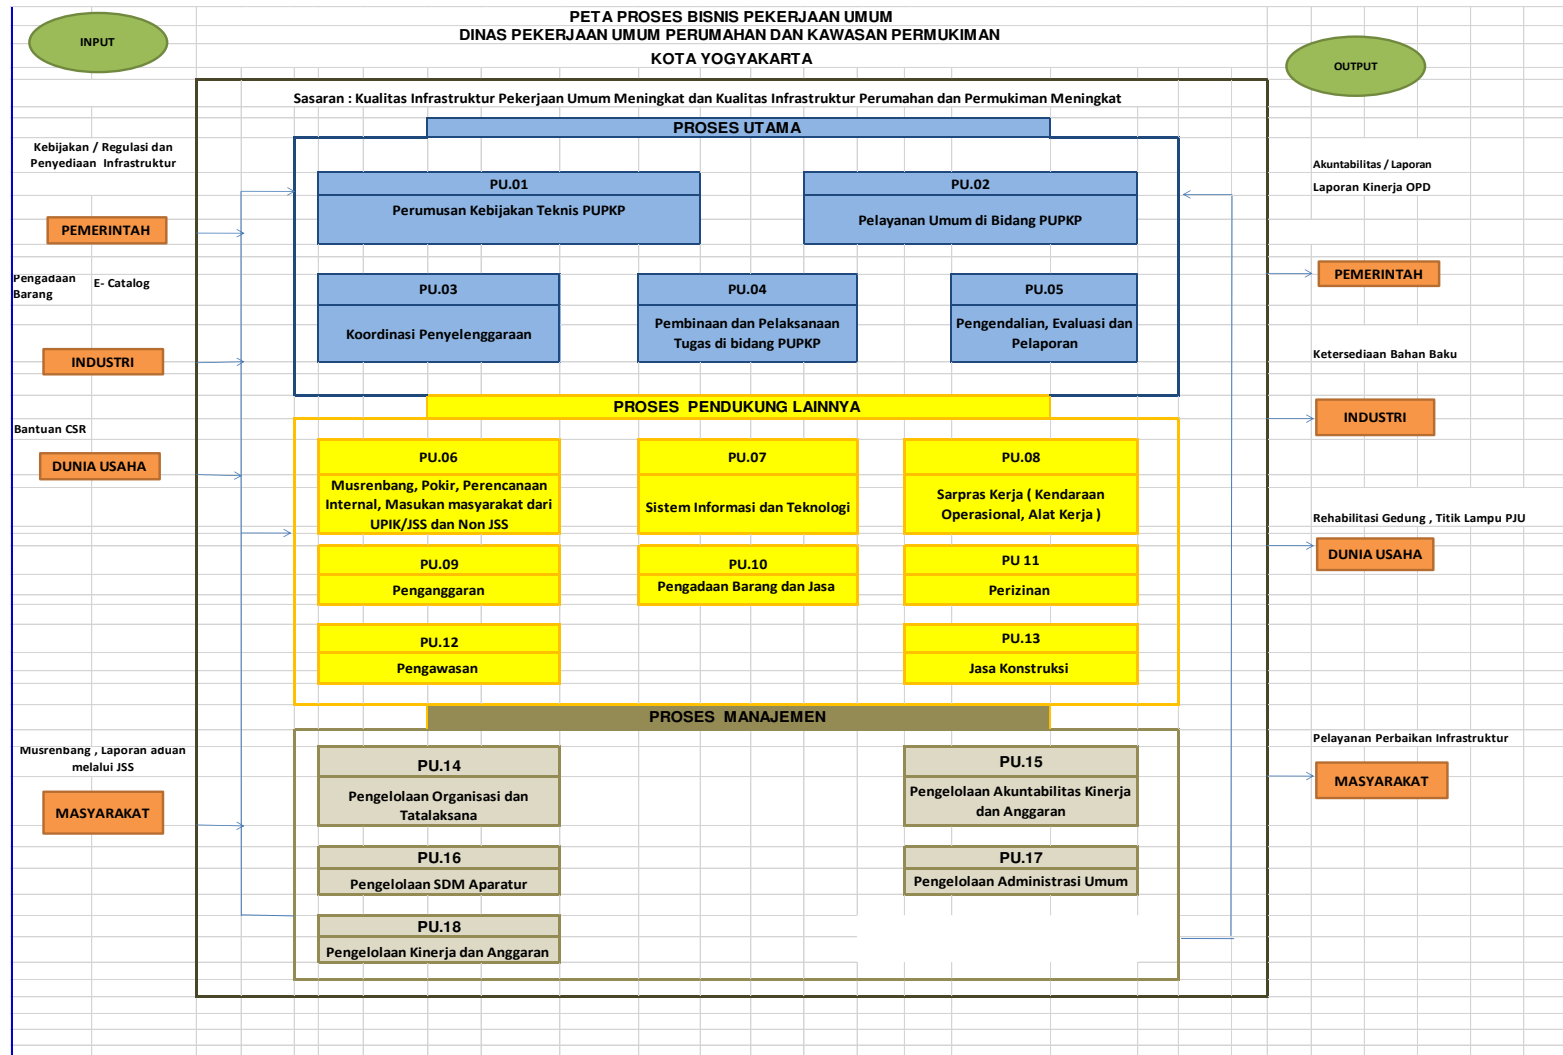 PETA PROSES BISNIS PEKERJAAN UMUM
DINAS PEKERJAAN UMUM PERUMAHAN DAN KAWASAN PERMUKIMAN
KOTA YOGYAKARTA
INPUT
OUTPUT
Sasaran : Kualitas Infrastruktur Pekerjaan Umum Meningkat dan Kualitas Infrastruktur Perumahan dan Permukiman Meningkat
Kebijakan / Regulasi dan
Penyediaan Infrastruktur
PEMERINTAH
Pengadaan
Barang
E- Catalog
INDUSTRI
Bantuan CSR
DUNIA USAHA
Musrenbang , Laporan aduan
melalui JSS
MASYARAKAT
PROSES UTAMA
PU.01
Perumusan Kebijakan Teknis PUPKP
PU.02
Pelayanan Umum di Bidang PUPKP
PU.03
Koordinasi Penyelenggaraan
PU.04
Pembinaan dan Pelaksanaan
Tugas di bidang PUPKP
PU.05
Pengendalian, Evaluasi dan
Pelaporan
PROSES PENDUKUNG LAINNYA
PU.06
Musrenbang, Pokir, Perencanaan
Internal, Masukan masyarakat dari
UPIK/JSS dan Non JSS
PU.07
Sistem Informasi dan Teknologi
PU.08
Sarpras Kerja ( Kendaraan
Operasional, Alat Kerja )
PU.09
Penganggaran
PU.10
Pengadaan Barang dan Jasa
PU 11
Perizinan
PU.12
Pengawasan
PU.13
Jasa Konstruksi
PROSES MANAJEMEN
PU.14
Pengelolaan Organisasi dan
Tatalaksana
PU.15
Pengelolaan Akuntabilitas Kinerja
dan Anggaran
PU.16
Pengelolaan SDM Aparatur
PU.17
Pengelolaan Administrasi Umum
PU.18
Pengelolaan Kinerja dan Anggaran
Akuntabilitas / Laporan
Laporan Kinerja OPD
PEMERINTAH
Ketersediaan Bahan Baku
INDUSTRI
Rehabilitasi Gedung , Titik Lampu PJU
DUNIA USAHA
Pelayanan Perbaikan Infrastruktur
MASYARAKAT